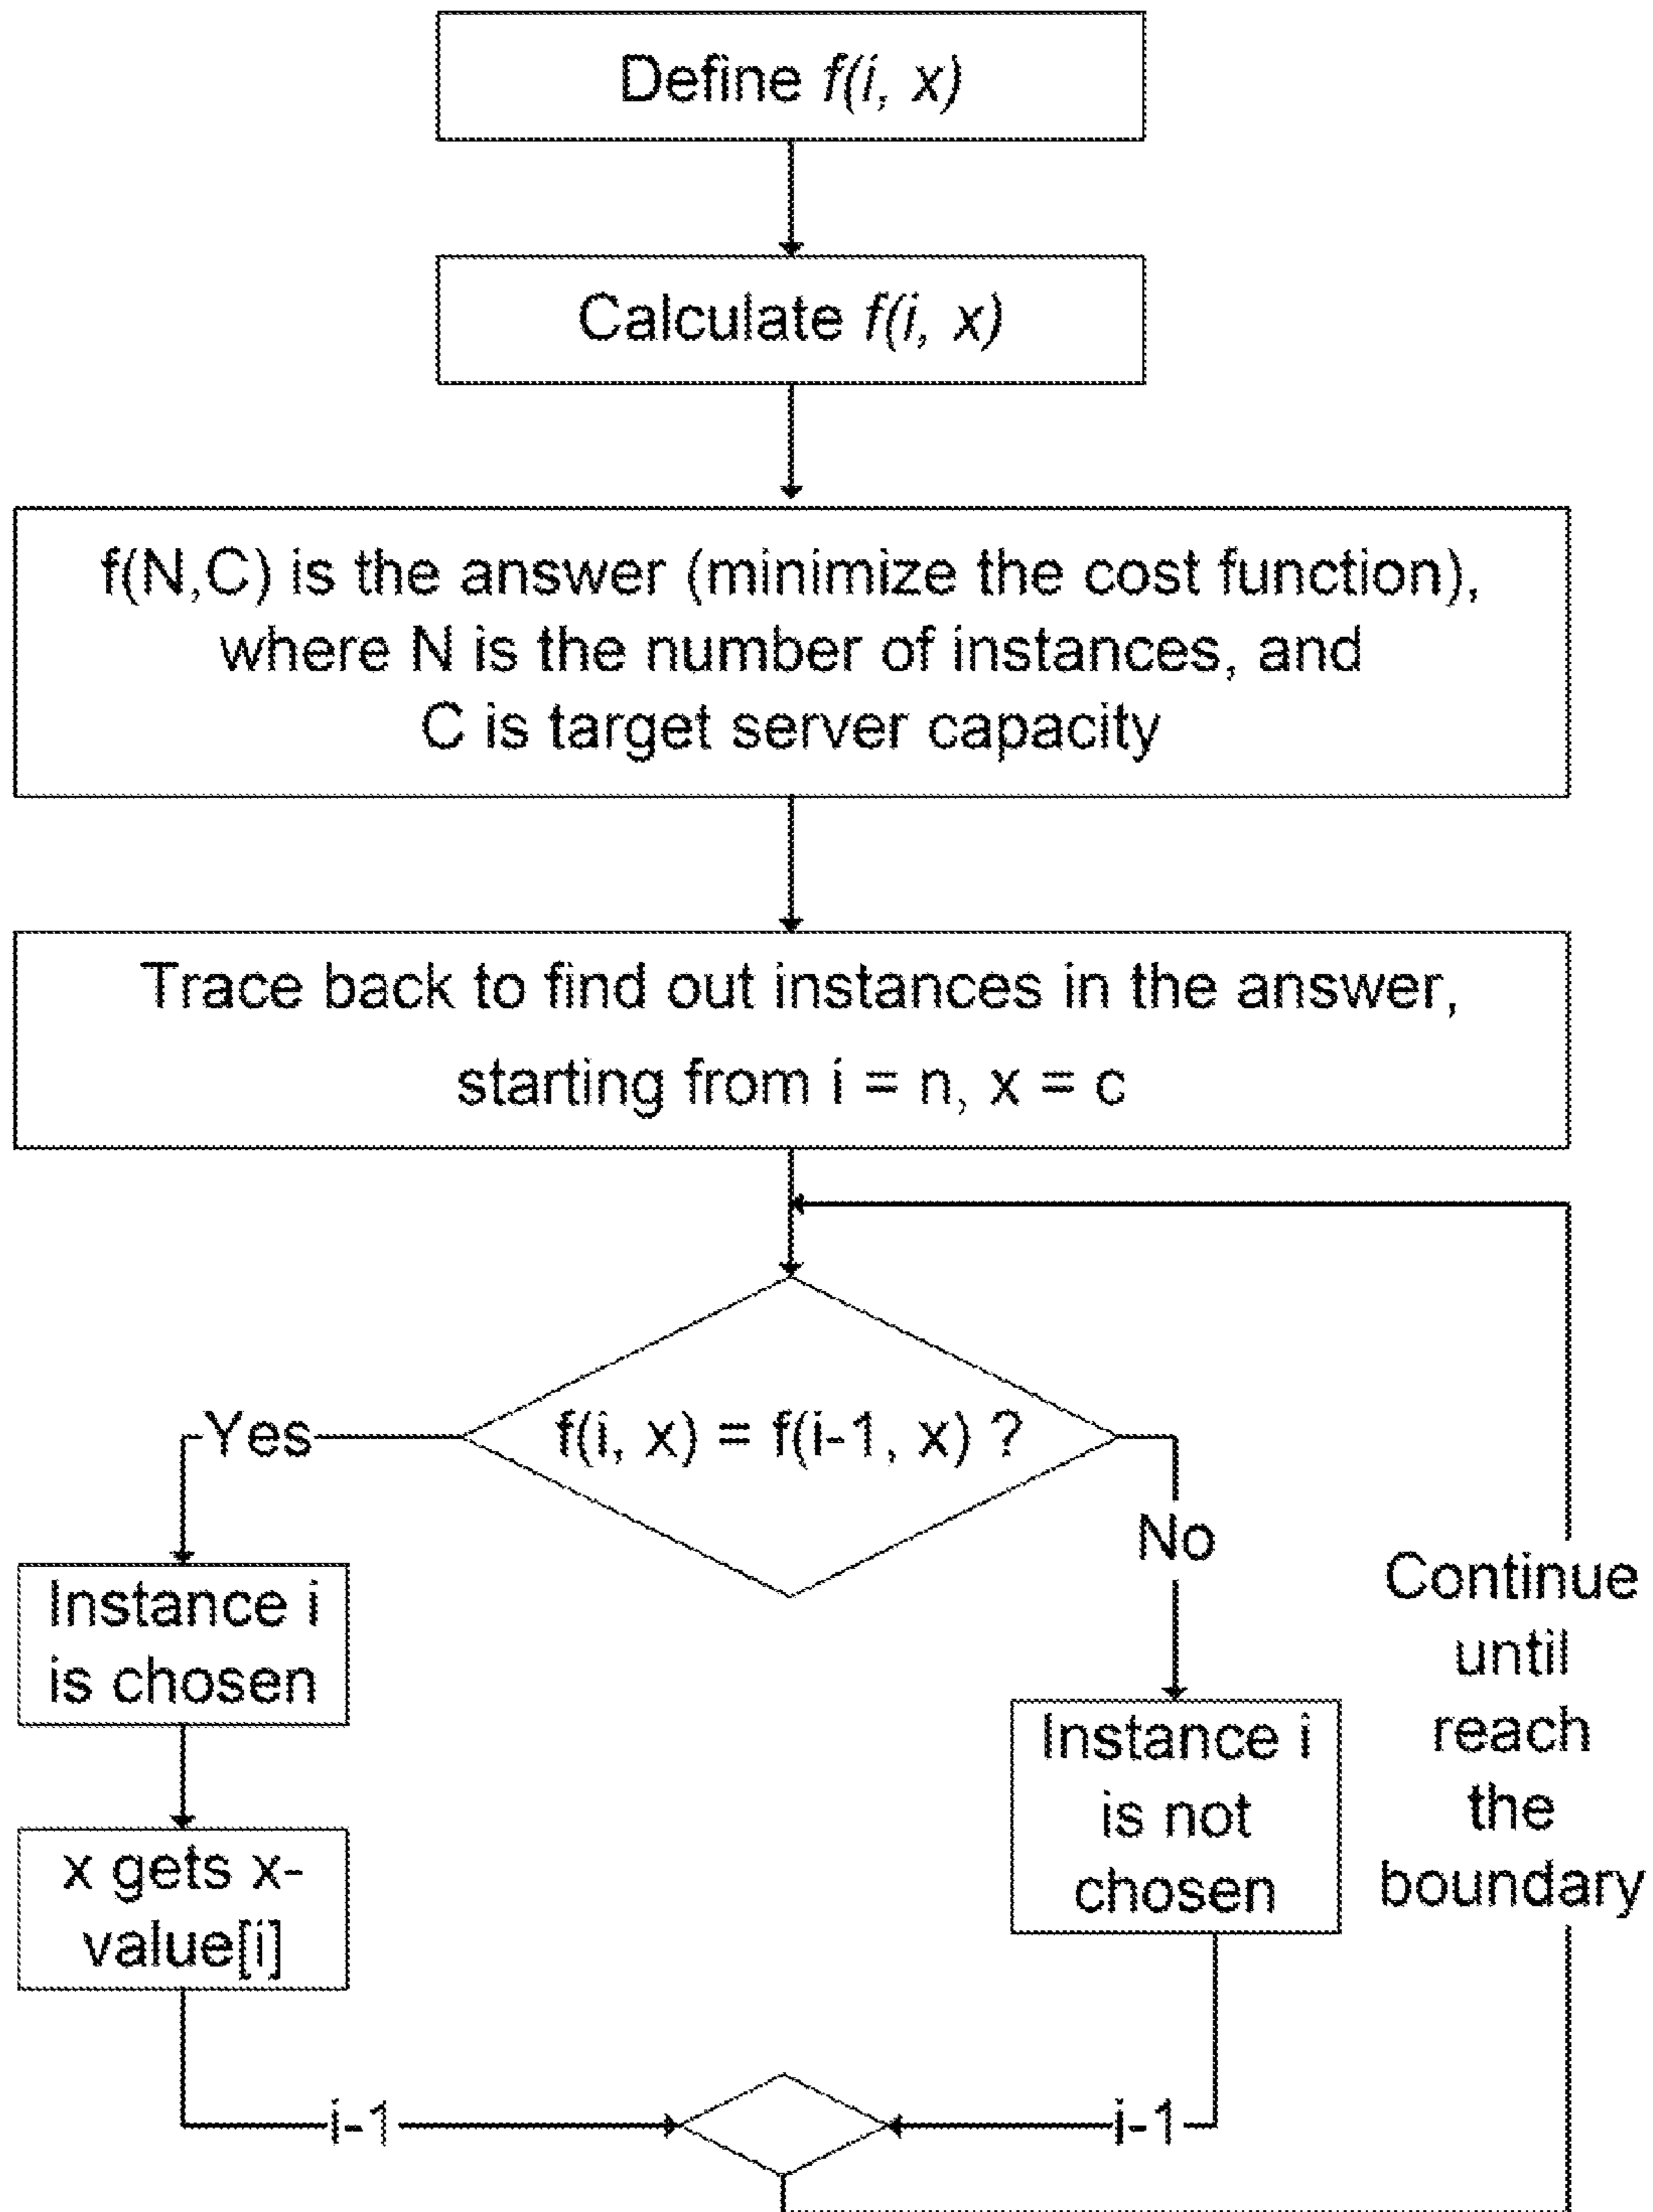 Define f(i, x)
Calculate f(i, x)
f(N,C) is the answer (minimize the cost function),
where N is the number of instances, and
C is target server capacity
Trace back to find out instances in the answer,
starting from i = n, x = c
f(i, x) = f(i-1, x) ?
Yes
No
Instance i
is chosen
x gets x-
value[i]
Instance i
is not
chosen
Continue
until
reach
the
boundary
i-1
i-1